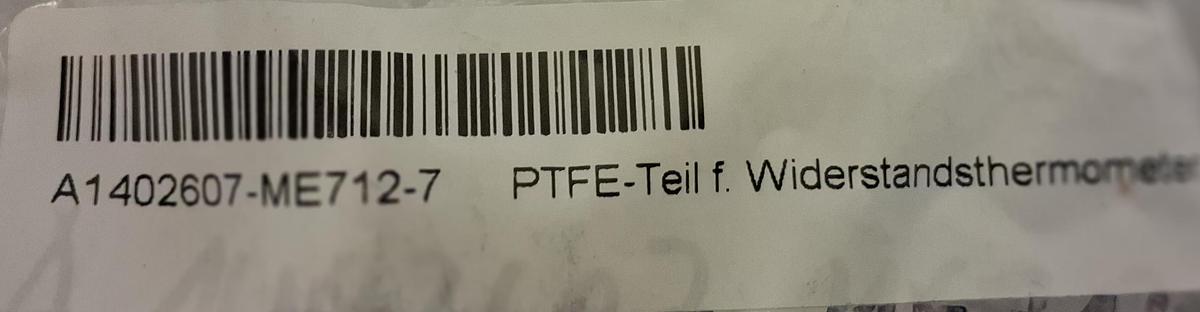 A1402607-ME712-7 PTFE-Teil f. Widerstandsthermometer